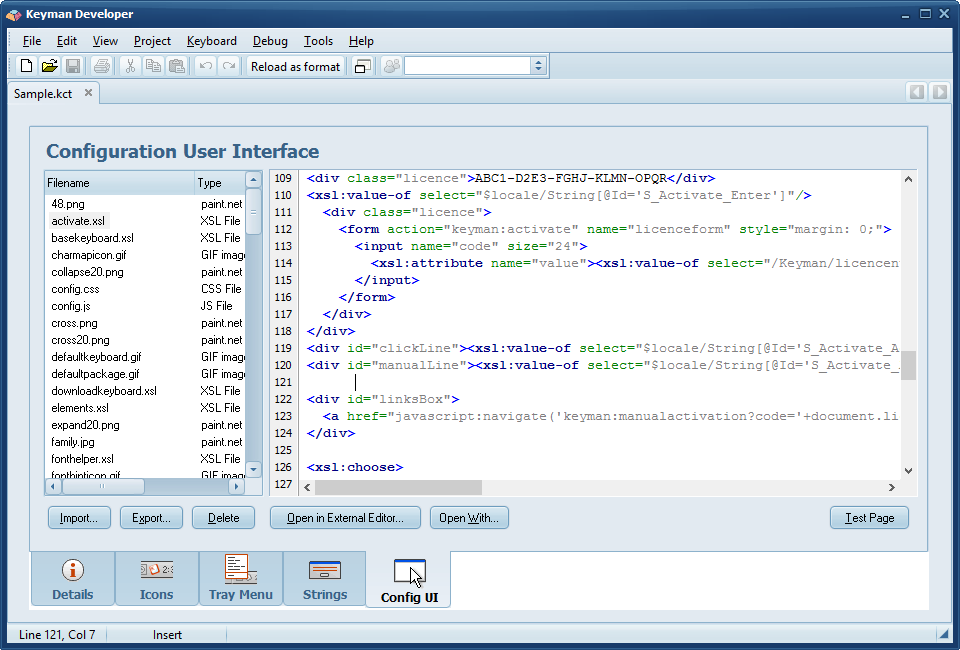 Keyman Developer
File Edit View Project Keyboard Debug Tools Help
Reload as format
Sample.kct
Configuration User Interface
Filename Type
48.png paint.net
activate.xsl XSL File
basekeyboard.xsl XSL File
charmapicon.gif GIF imag
collapse20.png paint.net
config.css CSS File
config.js JS File
cross.png paint.net
cross20.png paint.net
defaultkeyboard.gif GIF imag
defaultpackage.gif GIF imag
downloadkeyboard.xsl XSL File
elements.xsl XSL File
expand20.png paint.net
family.jpg paint.net
fonthelper.xsl XSL File
fonthinticon.gif GIF imag
109 <div class="licence">ABC1-D2E3-FGHJ-KLMN-OPQR</div>
110 <xsl:value-of select="$locale/String[@Id='S_Activate_Enter']"/>
111 <div class="licence">
112 <form action="keyman:activate" name="licenceform" style="margin: 0;">
113 <input name="code" size="24">
114 <xsl:attribute name="value"><xsl:value-of select="/Keyman/licencen
115 </input>
116 </form>
117 </div>
118 </div>
119 <div id="clickLine"><xsl:value-of select="$locale/String[@Id='S_Activate_A
120 <div id="manualLine"><xsl:value-of select="$locale/String[@Id='S_Activate_
121
122 <div id="linksBox">
123 <a href="javascript:navigate('keyman:manualactivation?code='+document.li
124 </div>
125
126 <xsl:choose>
127
Import... Export... Delete Open in External Editor... Open With... Test Page
Details Icons Tray Menu Strings Config UI
Line 121, Col 7 Insert